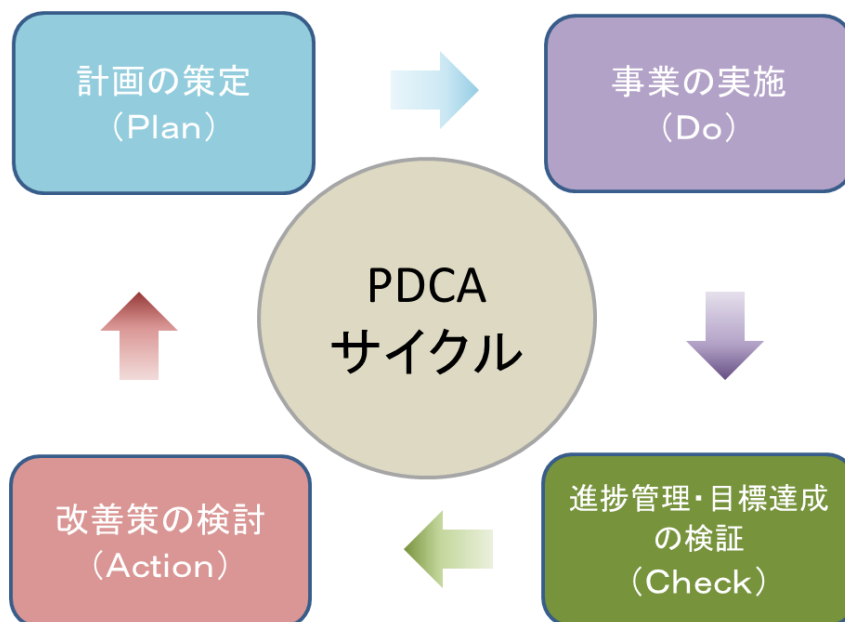 計画の策定
（Plan）
事業の実施
（Do）
PDCA
サイクル
改善策の検討
（Action）
進捗管理・目標達成
の検証
（Check）